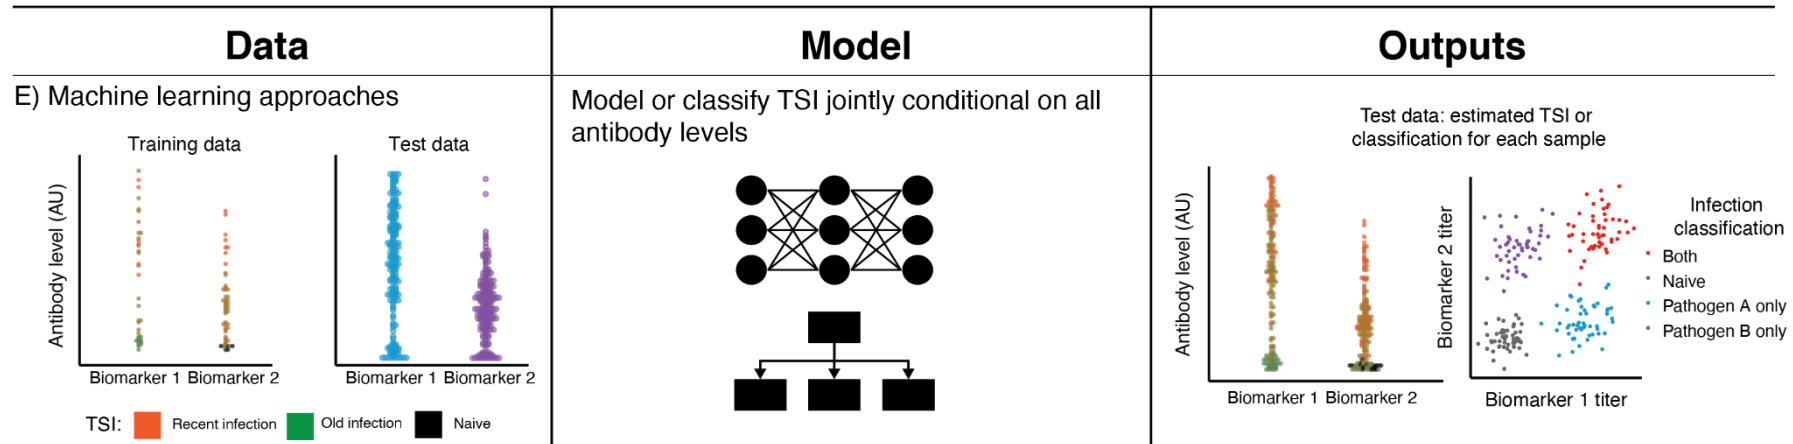 Data
Model
Outputs
E) Machine learning approaches
Training data
Test data
Antibody level (AU)
Biomarker 1 Biomarker 2
Biomarker 1 Biomarker 2
TSI:
Recent infection
Old infection
Naive
Model or classify TSI jointly conditional on all
antibody levels
Test data: estimated TSI or
classification for each sample
Antibody level (AU)
Biomarker 1 Biomarker 2
Biomarker 2 titer
Biomarker 1 titer
Infection
classification
Both
Naive
Pathogen A only
Pathogen B only